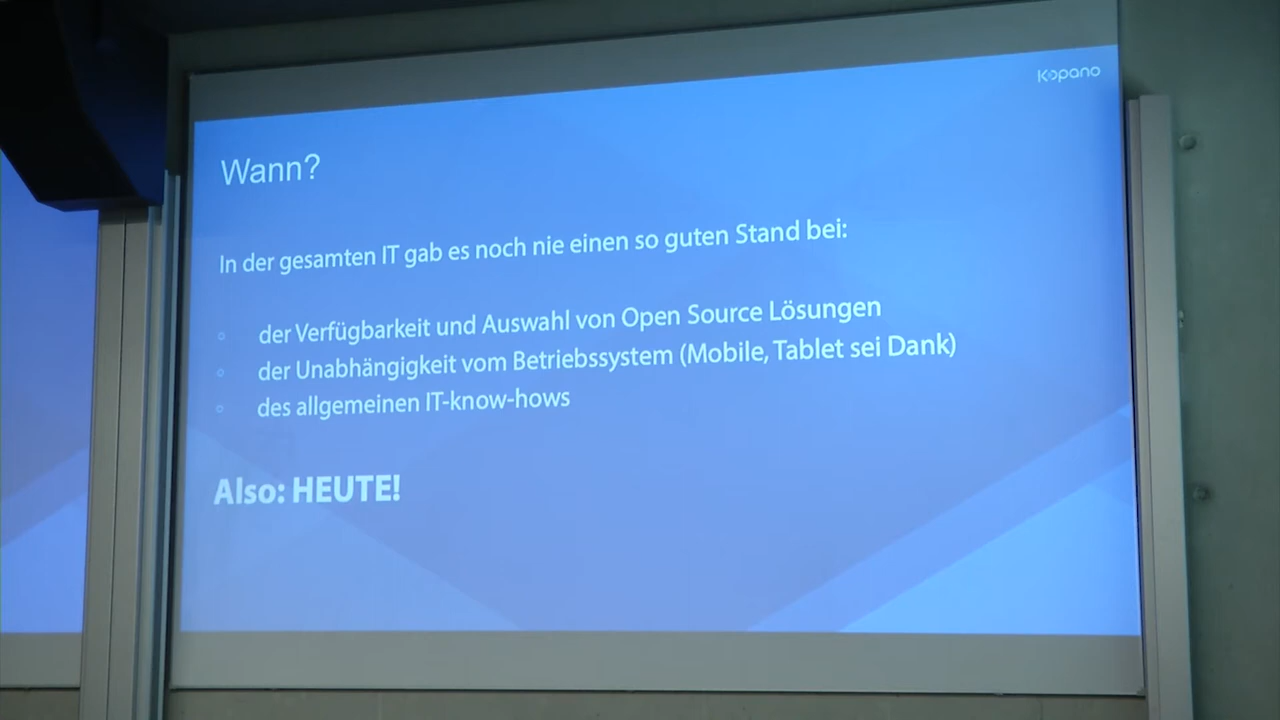 Kopano
Wann?
In der gesamten IT gab es noch nie einen so guten Stand bei:
der Verfügbarkeit und Auswahl von Open Source Lösungen
der Unabhängigkeit vom Betriebssystem (Mobile, Tablet sei Dank)
des allgemeinen IT-know-hows
Also: HEUTE!